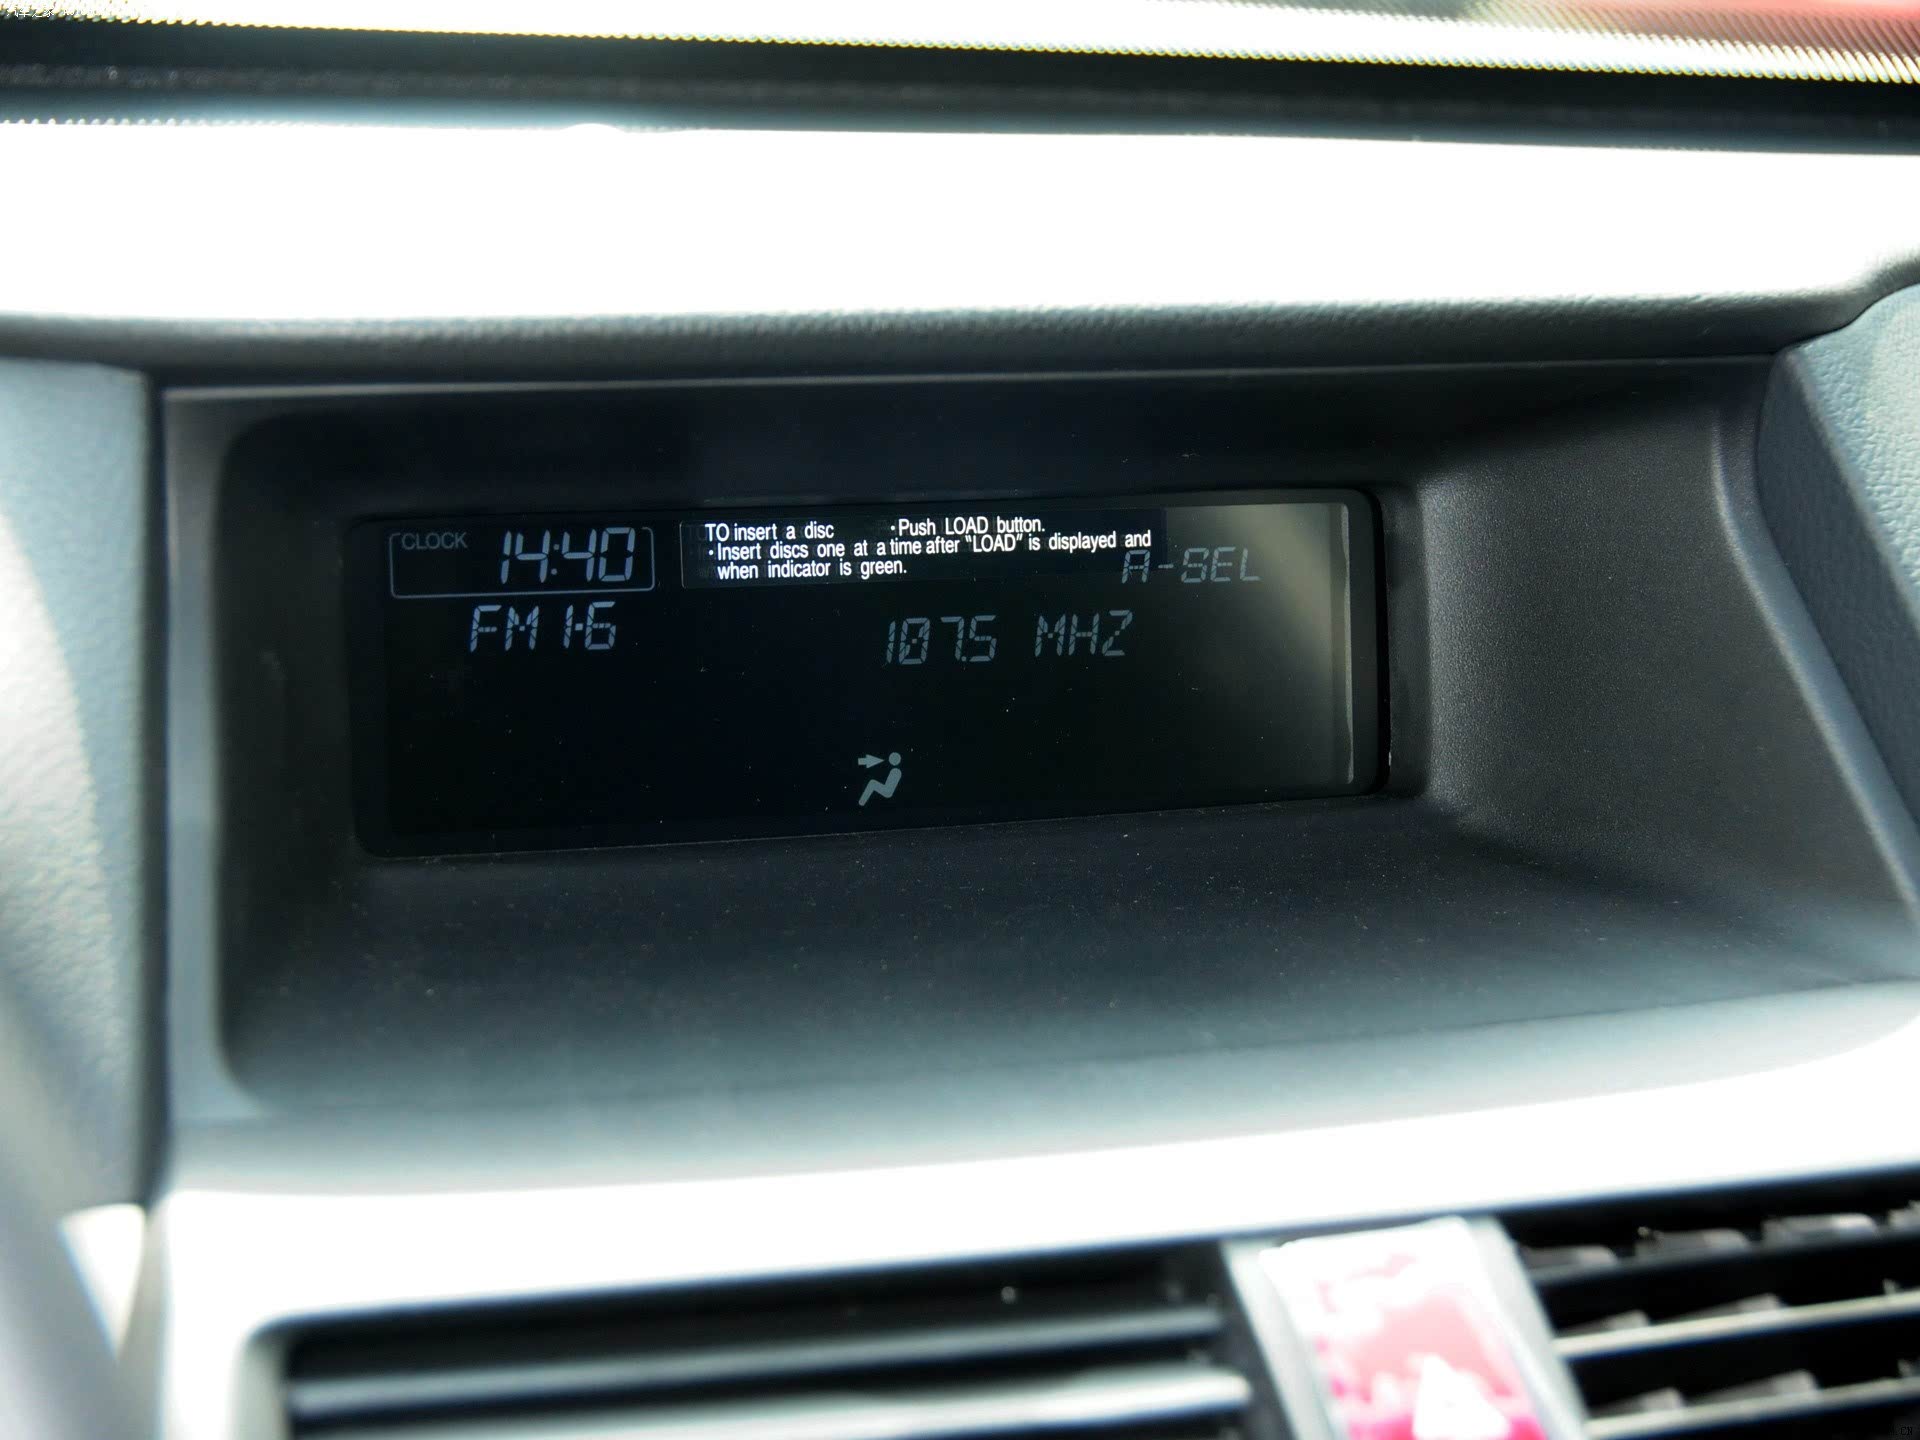 CLOCK 14:40
TO insert a disc ·Push LOAD button.
·Insert discs one at a time after "LOAD" is displayed and
when indicator is green.
A-SEL
FM 1-6 107.5 MHZ